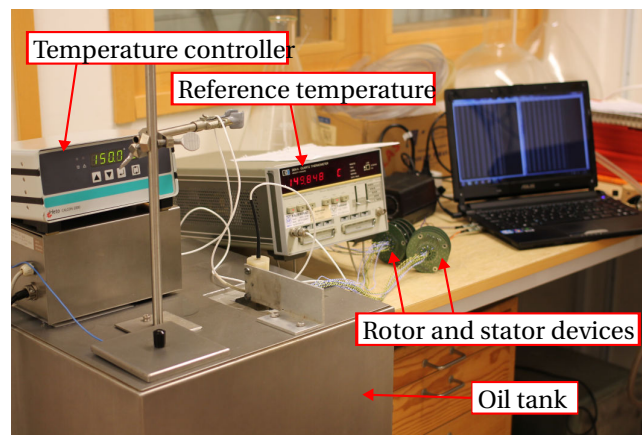 Temperature controller
Reference temperature
150.0
149.848 C
Rotor and stator devices
Oil tank